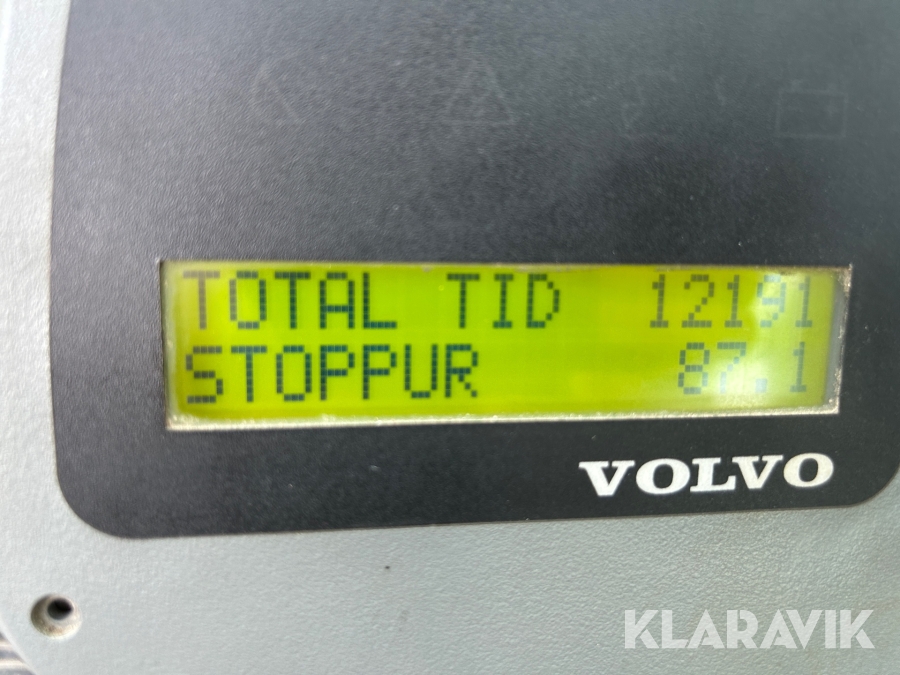 TOTAL TID 12191
STOPPUR 87.1
VOLVO
KLARAVIK